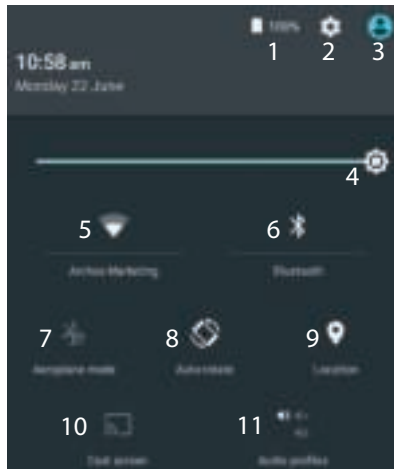 100%
1 2 3
10:58 am
Monday 22 June
4
5 6
Archos Marketing Bluetooth
7 8 9
Aeroplane mode Auto-rotate Location
10 11
Cast screen Audio profiles